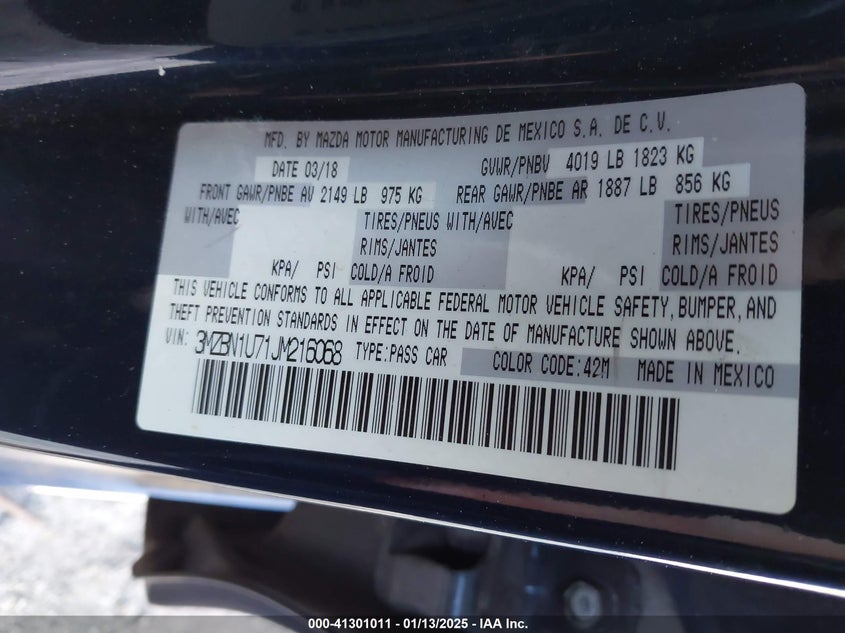 MFD. BY MAZDA MOTOR MANUFACTURING DE MEXICO S.A. DE C.V.
DATE 03/18 GVWR/PNBV 4019 LB 1823 KG
FRONT GAWR/PNBE AV 2149 LB 975 KG REAR GAWR/PNBE AR 1887 LB 856 KG
WITH/AVEC TIRES/PNEUS WITH/AVEC TIRES/PNEUS
RIMS/JANTES RIMS/JANTES
KPA/ PSI COLD/A FROID KPA/ PSI COLD/A FROID
THIS VEHICLE CONFORMS TO ALL APPLICABLE FEDERAL MOTOR VEHICLE SAFETY, BUMPER, AND
THEFT PREVENTION STANDARDS IN EFFECT ON THE DATE OF MANUFACTURE SHOWN ABOVE.
VIN: 3MZBN1U71JM216068 TYPE:PASS CAR COLOR CODE:42M MADE IN MEXICO
000-41301011 - 01/13/2025 - IAA Inc.